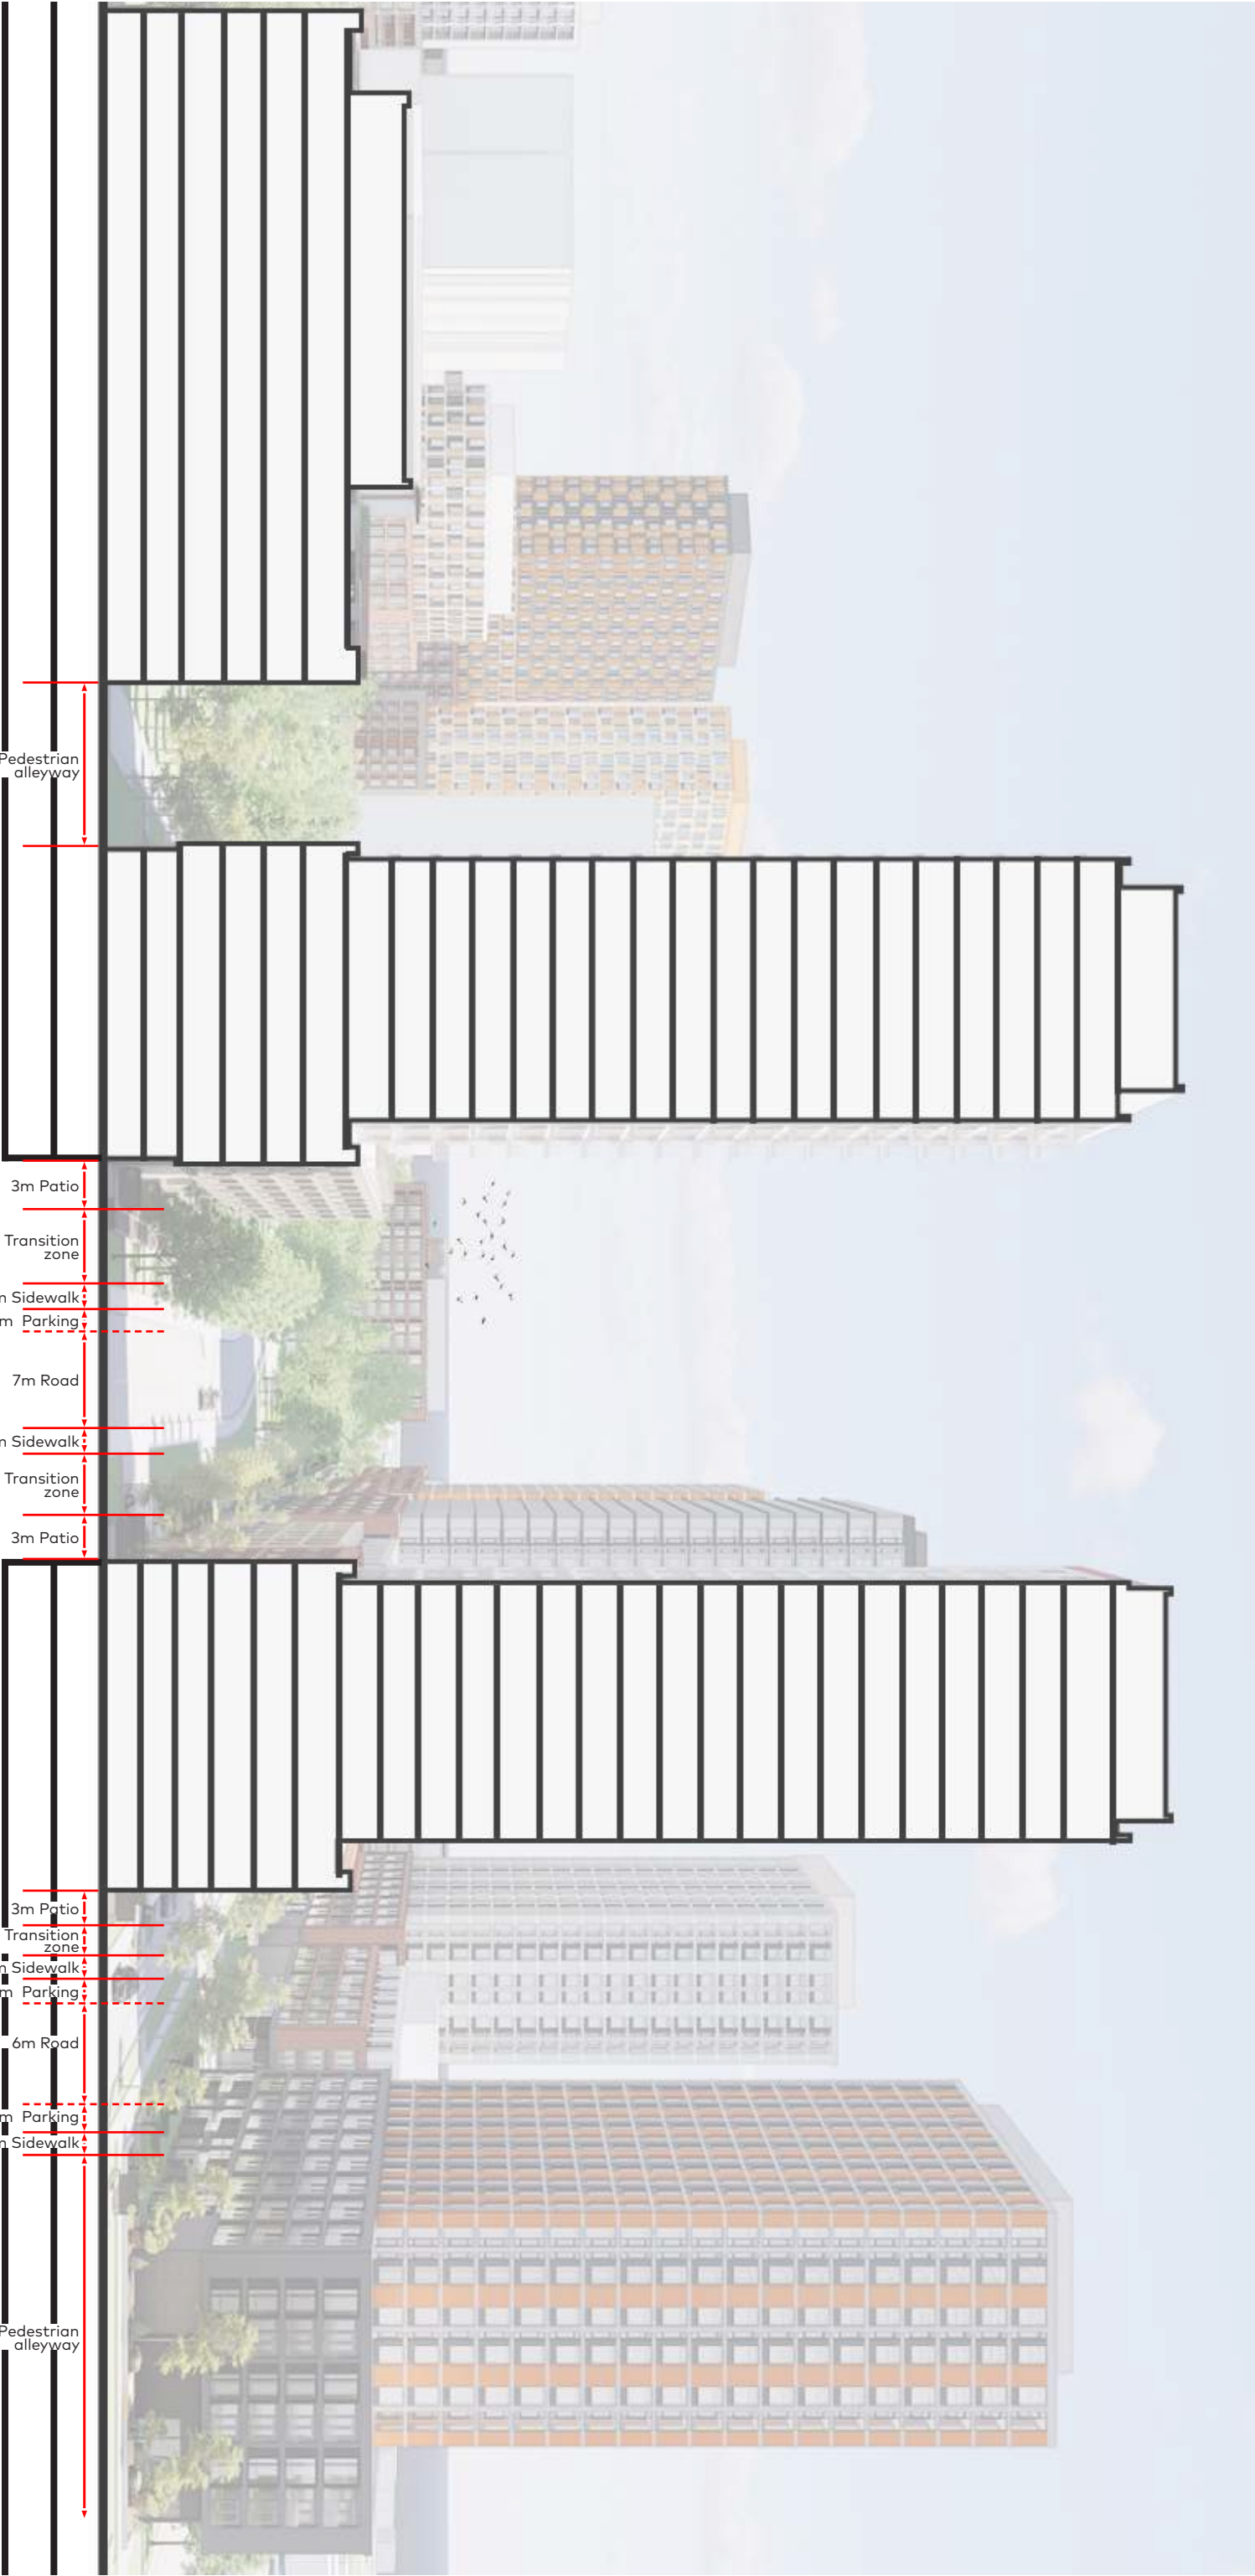 Pedestrian
alleyway
3m Patio
Transition
zone
m Sidewalk
m Parking
7m Road
m Sidewalk
Transition
zone
3m Patio
3m Patio
Transition
zone
m Sidewalk
m Parking
6m Road
m Parking
m Sidewalk
Pedestrian
alleyway